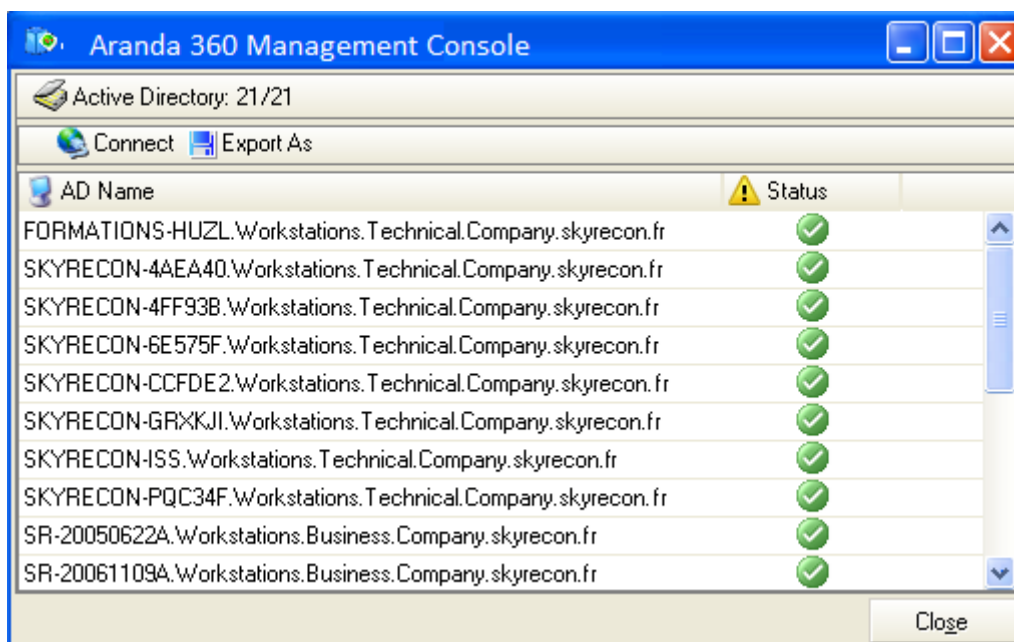 Aranda 360 Management Console
Active Directory: 21/21
Connect Export As
AD Name Status
FORMATIONS-HUZL.Workstations.Technical.Company.skyrecon.fr
SKYRECON-4AEA40.Workstations.Technical.Company.skyrecon.fr
SKYRECON-4FF93B.Workstations.Technical.Company.skyrecon.fr
SKYRECON-6E575F.Workstations.Technical.Company.skyrecon.fr
SKYRECON-CCFDE2.Workstations.Technical.Company.skyrecon.fr
SKYRECON-GRXKJI.Workstations.Technical.Company.skyrecon.fr
SKYRECON-ISS.Workstations.Technical.Company.skyrecon.fr
SKYRECON-PQC34F.Workstations.Technical.Company.skyrecon.fr
SR-20050622A.Workstations.Business.Company.skyrecon.fr
SR-20061109A.Workstations.Business.Company.skyrecon.fr
Close